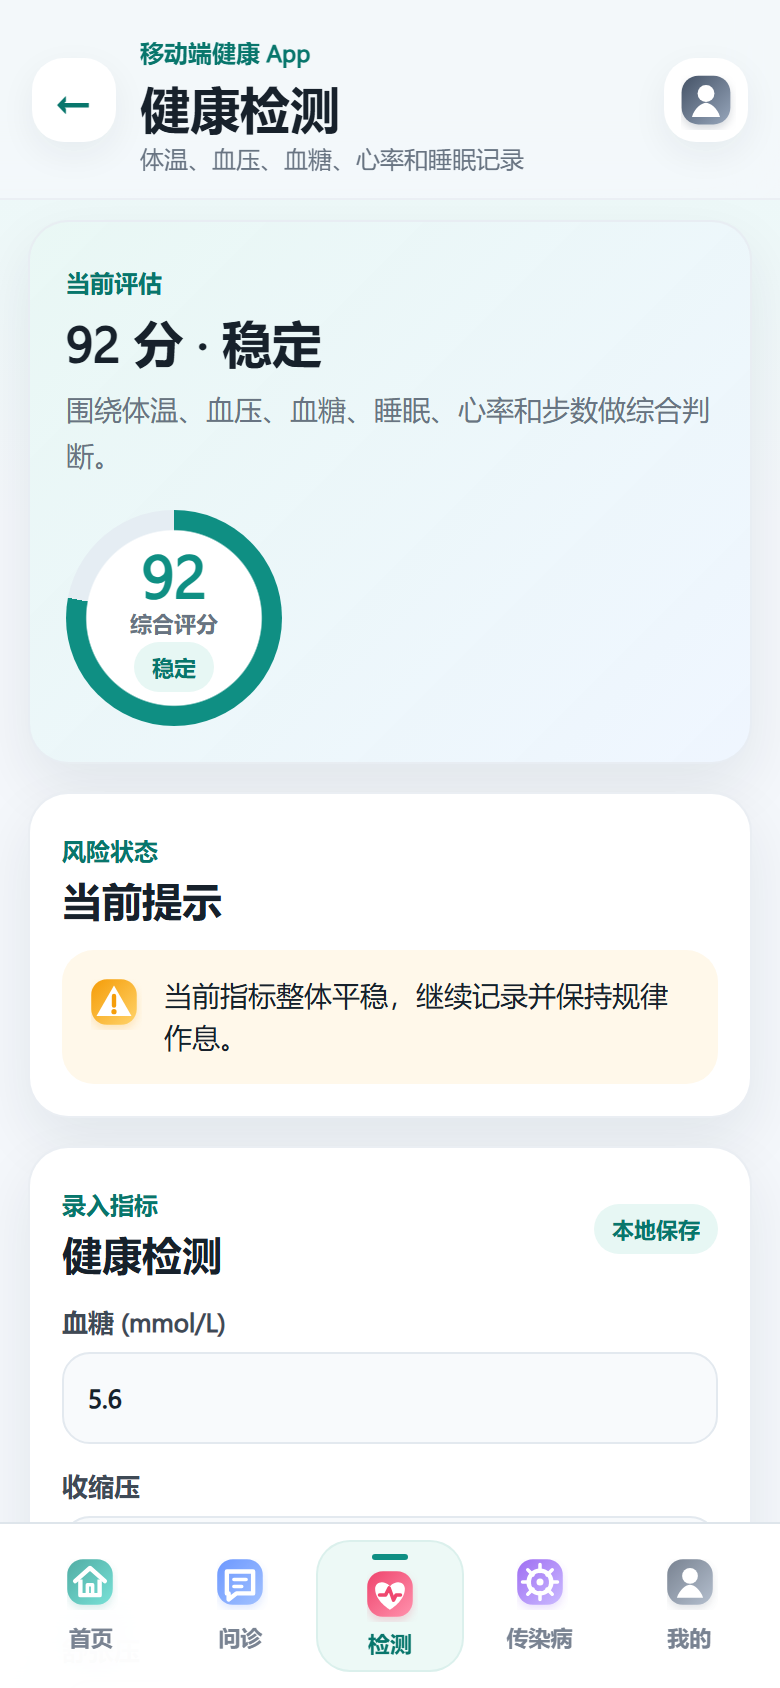 移动端健康 App
健康检测
体温、血压、血糖、心率和睡眠记录
当前评估
92 分 · 稳定
围绕体温、血压、血糖、睡眠、心率和步数做综合判
断。
92
综合评分
稳定
风险状态
当前提示
当前指标整体平稳，继续记录并保持规律
作息。
录入指标
健康检测
本地保存
血糖 (mmol/L)
5.6
收缩压
首页
问诊
检测
传染病
我的